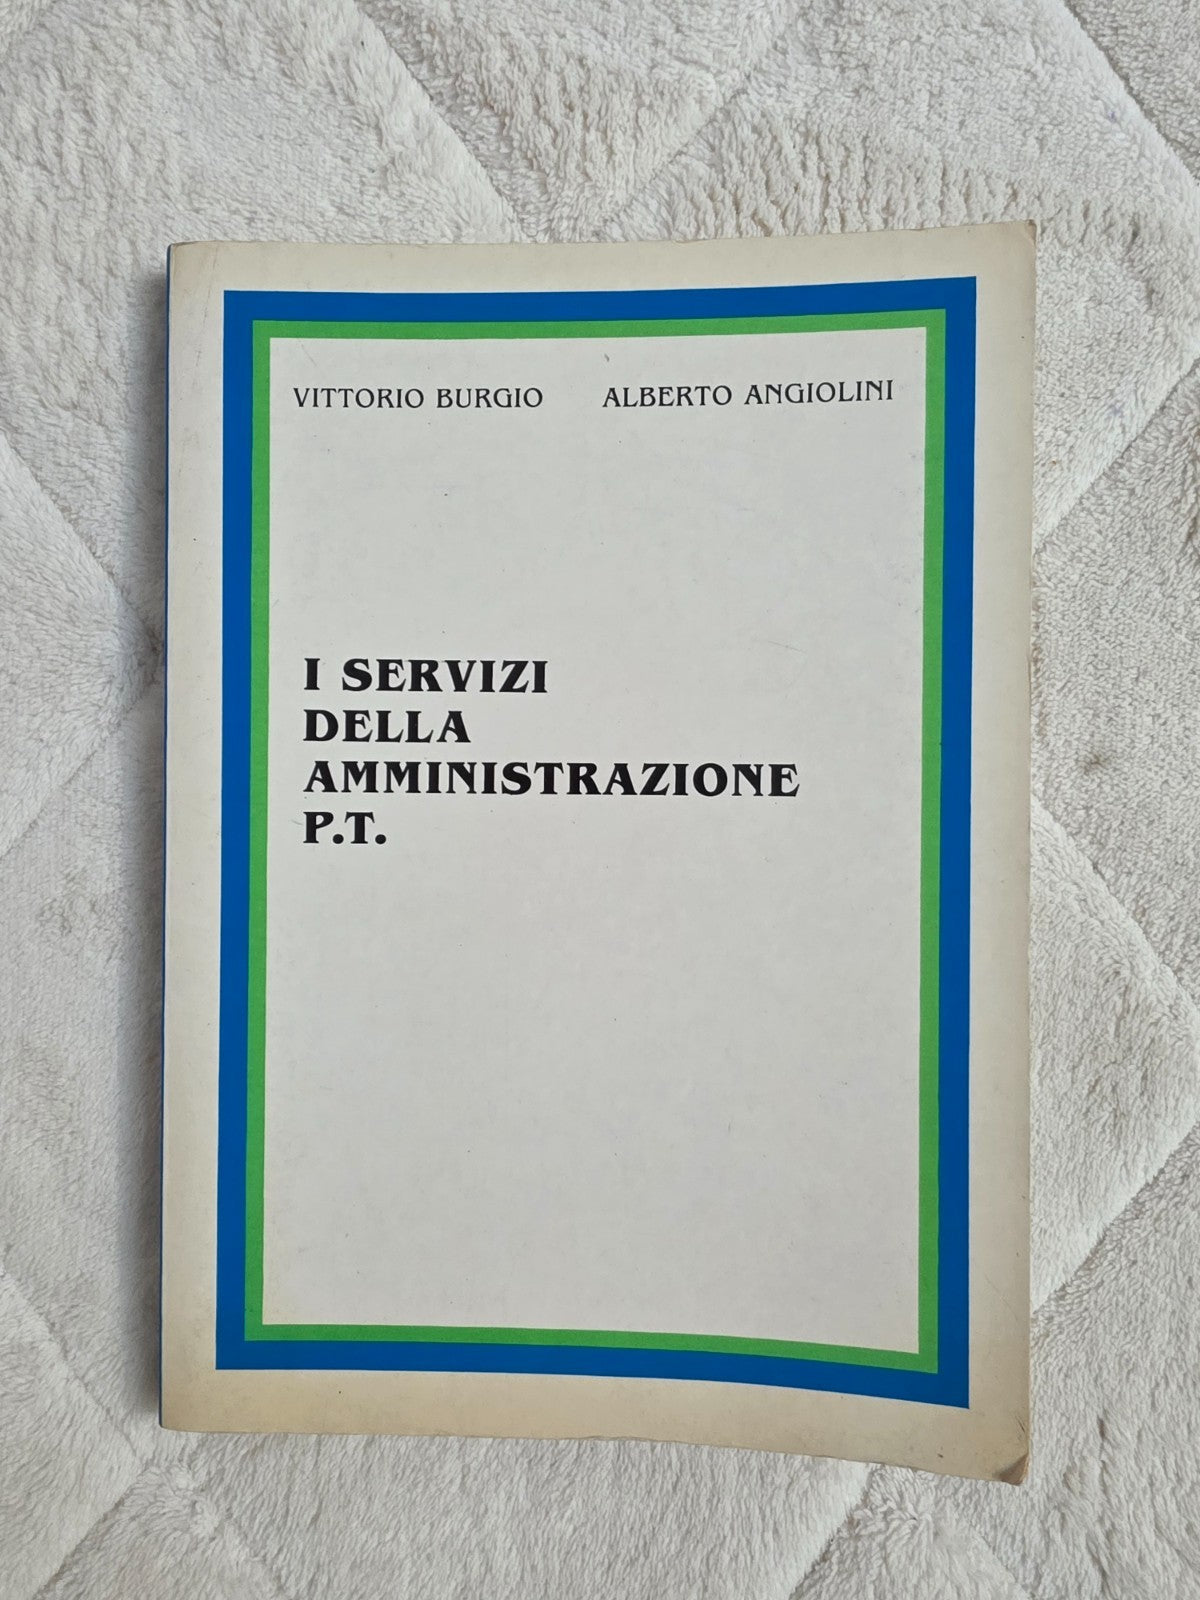 VITTORIO BURGIO ALBERTO ANGIOLINI
I SERVIZI
DELLA
AMMINISTRAZIONE
P.T.